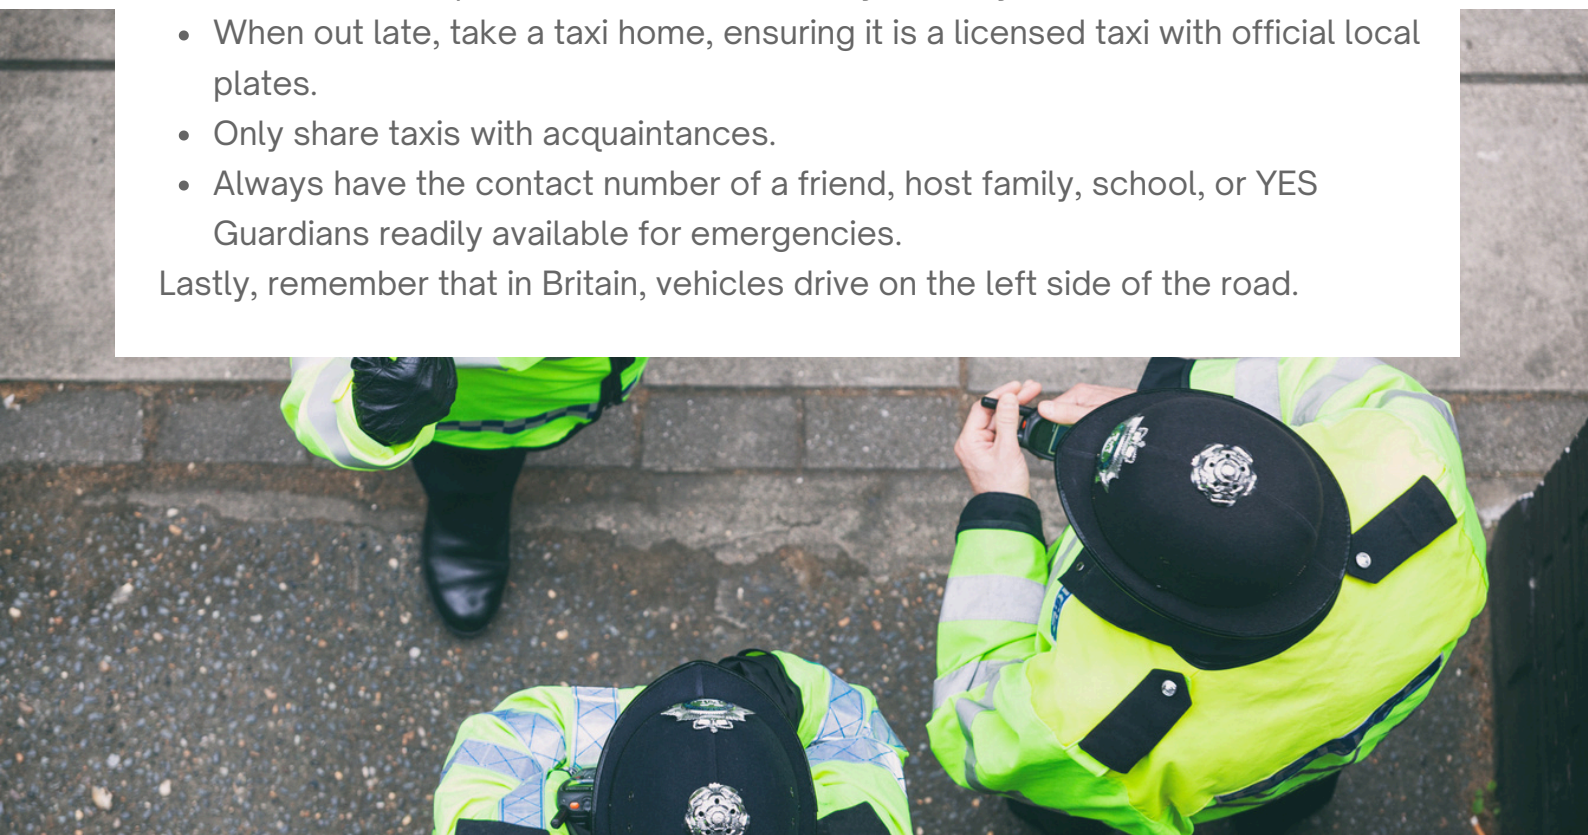 • When out late, take a taxi home, ensuring it is a licensed taxi with official local
plates.
• Only share taxis with acquaintances.
• Always have the contact number of a friend, host family, school, or YES
Guardians readily available for emergencies.
Lastly, remember that in Britain, vehicles drive on the left side of the road.